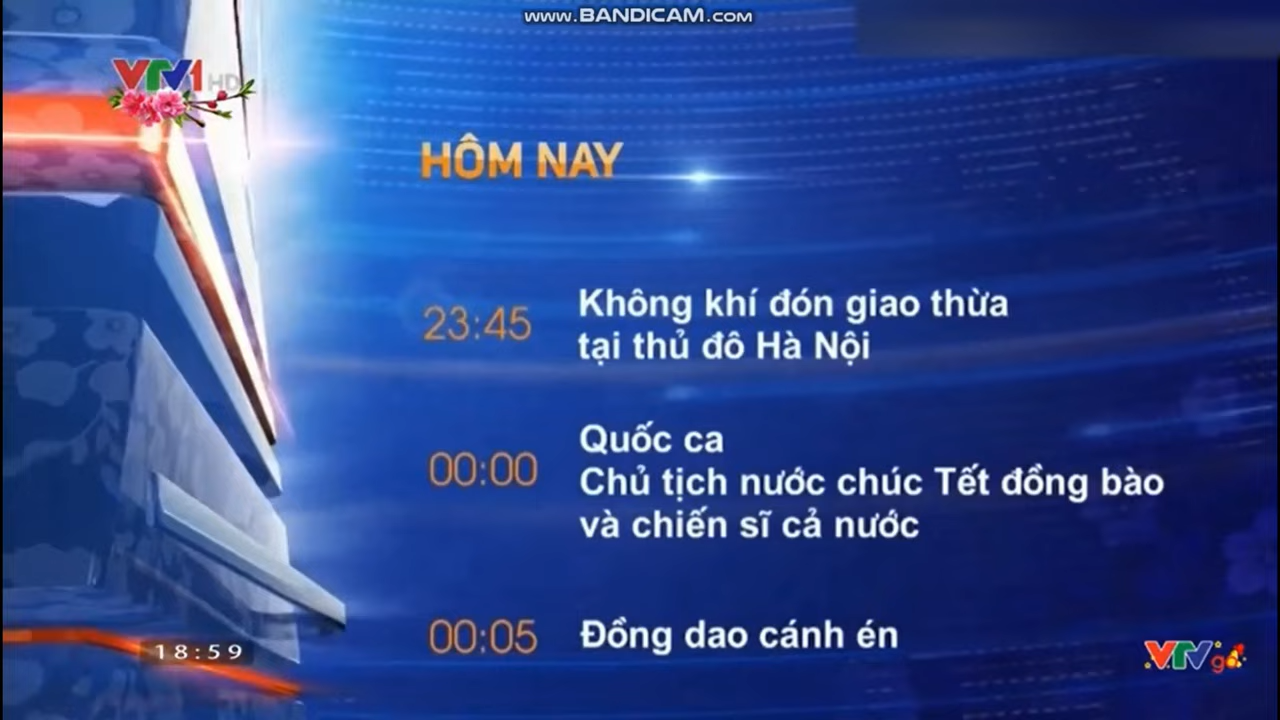 www.BANDICAM.com
VTV1 HD
HÔM NAY
23:45
Không khí đón giao thừa
tại thủ đô Hà Nội
00:00
Quốc ca
Chủ tịch nước chúc Tết đồng bào
và chiến sĩ cả nước
00:05
Đồng dao cánh én
18:59
VTV go